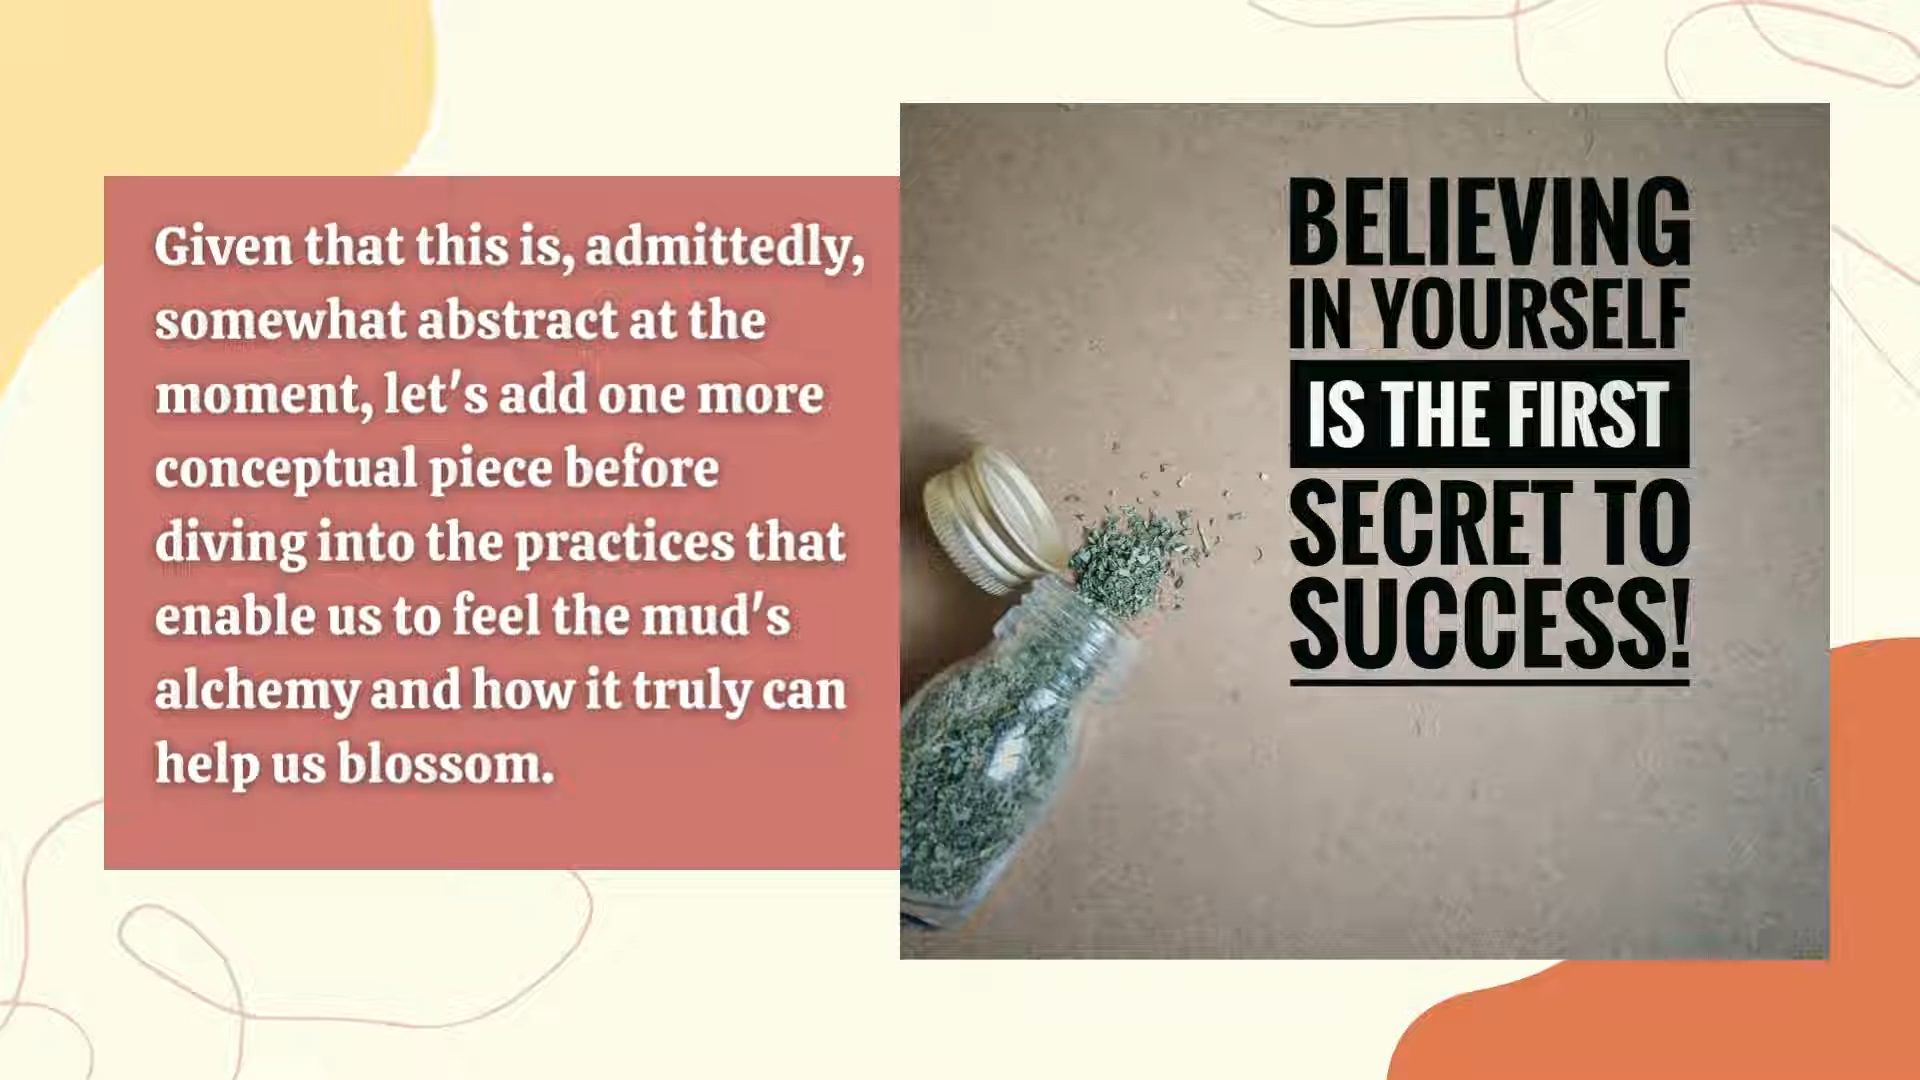 Given that this is, admittedly,
somewhat abstract at the
moment, let's add one more
conceptual piece before
diving into the practices that
enable us to feel the mud's
alchemy and how it truly can
help us blossom.
BELIEVING
IN YOURSELF
IS THE FIRST
SECRET TO
SUCCESS!